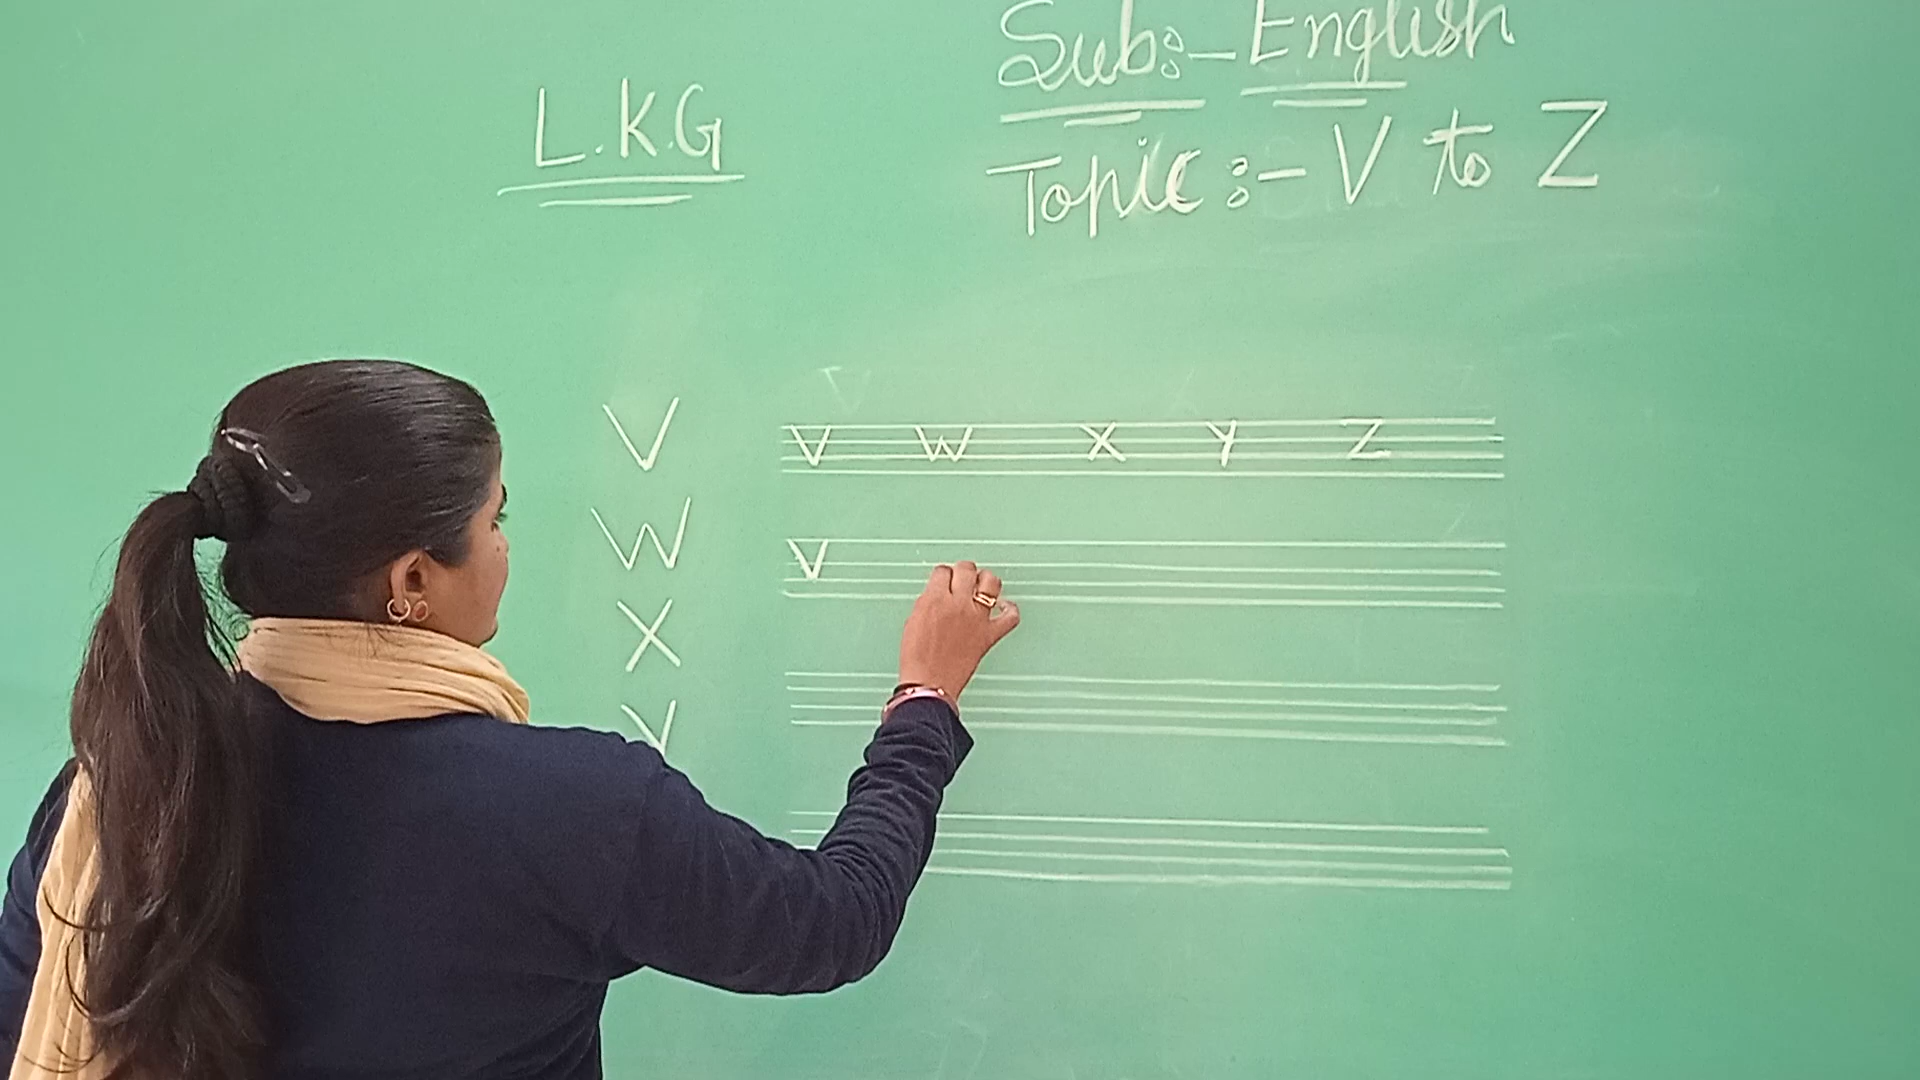 Sub:- English
L.K.G
Topic :- V to Z
V
V W X Y Z
W
V
X